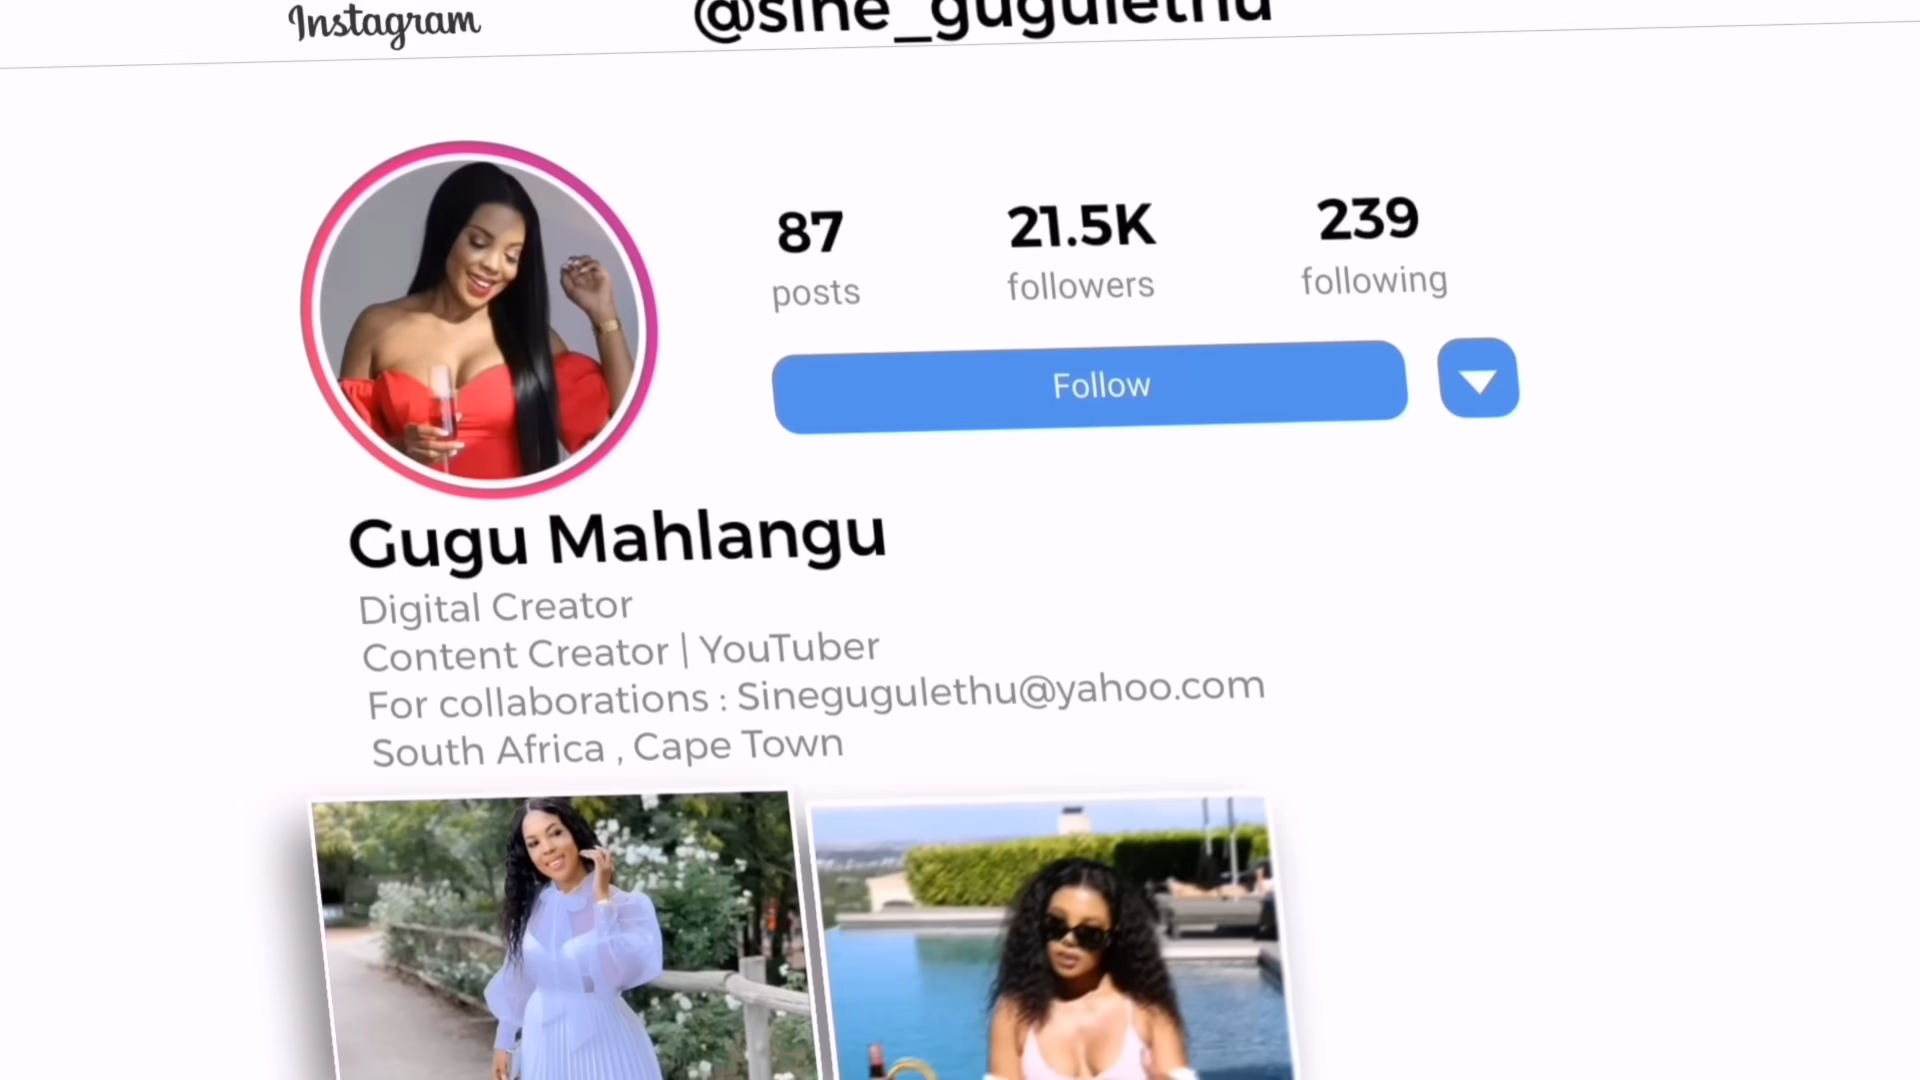 Instagram
@sine_gugulethu
87
posts
21.5K
followers
239
following
Follow
Gugu Mahlangu
Digital Creator
Content Creator | YouTuber
For collaborations : Sinegugulethu@yahoo.com
South Africa , Cape Town